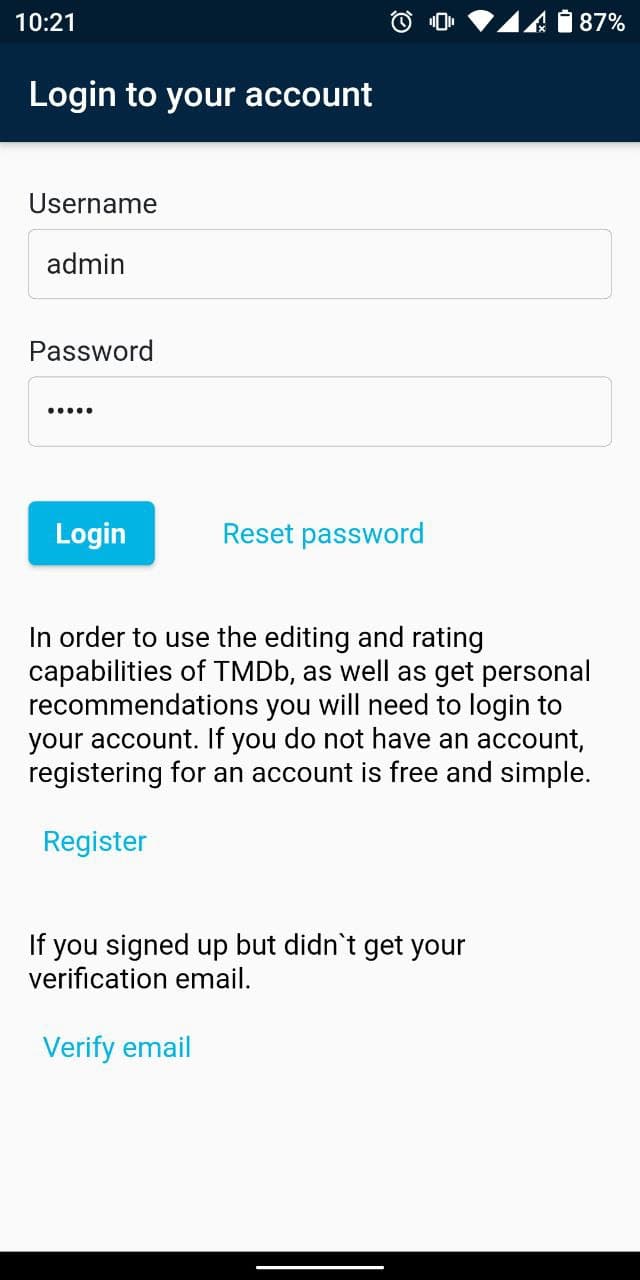 10:21
87%
Login to your account
Username
admin
Password
•••••
Login
Reset password
In order to use the editing and rating
capabilities of TMDb, as well as get personal
recommendations you will need to login to
your account. If you do not have an account,
registering for an account is free and simple.
Register
If you signed up but didn`t get your
verification email.
Verify email